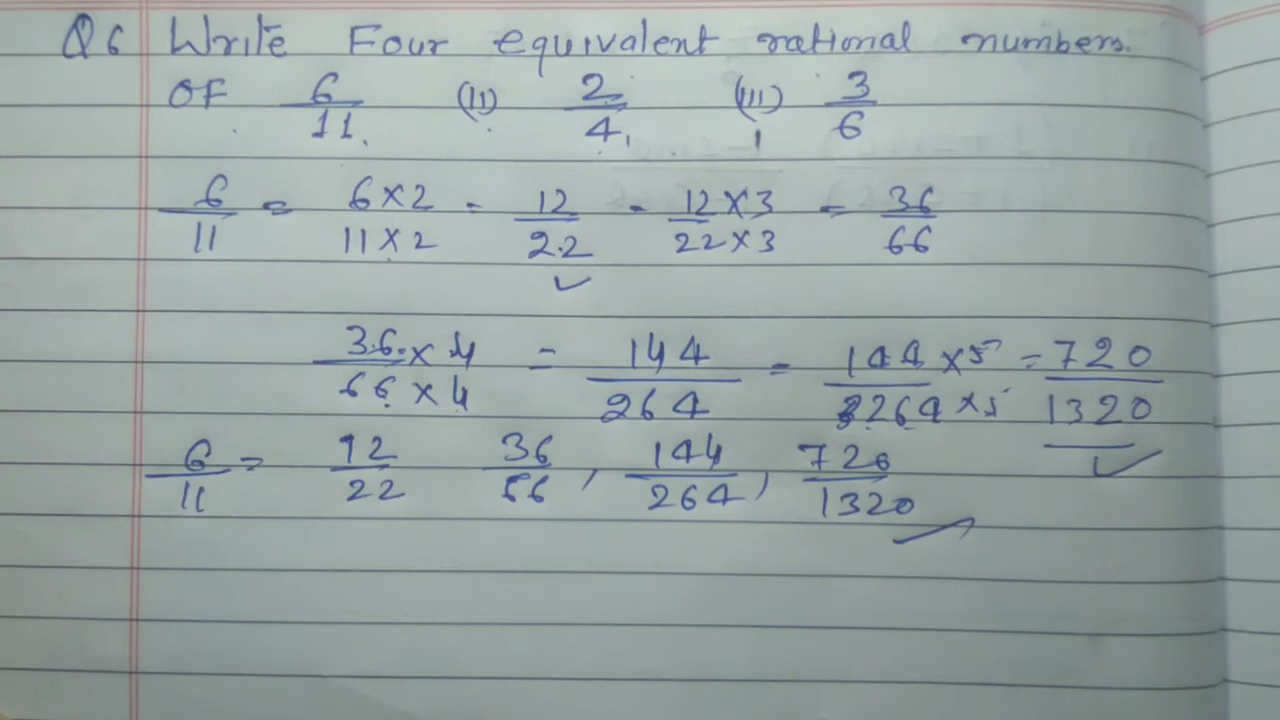 Q 6 Write Four equivalent rational numbers.
OF 6/11. (II) 2/4, (III) 3/6
6/11 = 6×2/11×2 = 12/22 = 12×3/22×3 = 36/66
36×4/66×4 = 144/264 = 144×5/264×5 = 720/1320
6/11 = 12/22 36/66, 144/264, 720/1320